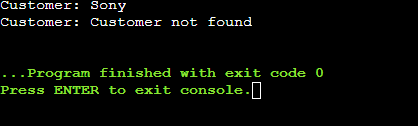 Customer: Sony
Customer: Customer not found
...Program finished with exit code 0
Press ENTER to exit console.